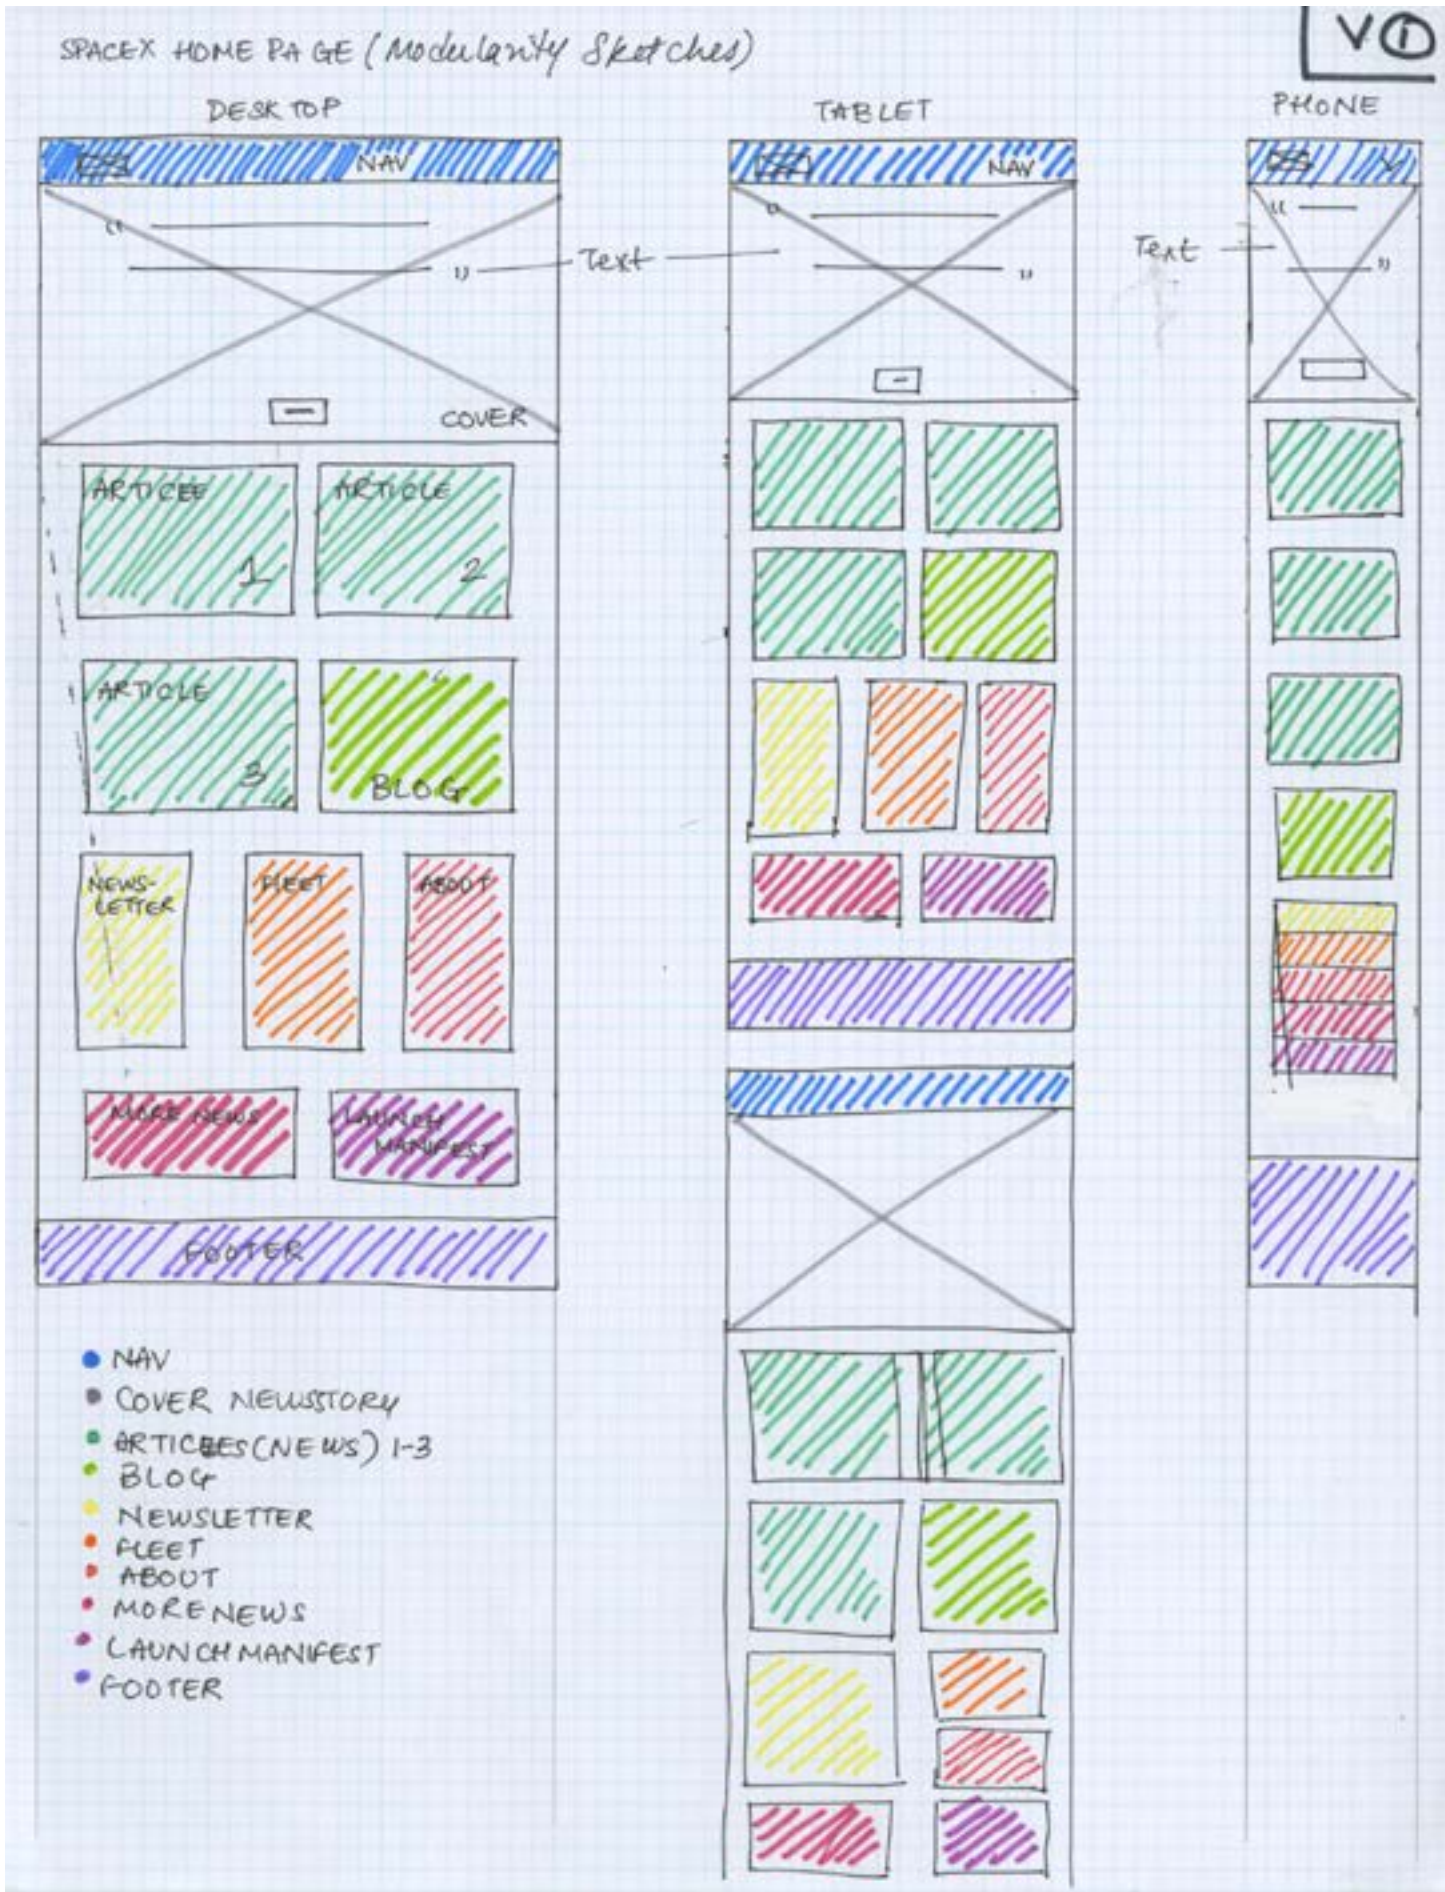 SPACEX HOME PAGE (Modularity Sketches)
V1
DESKTOP
TABLET
PHONE
NAV
NAV
"
"
"
"
"
"
Text
Text
COVER
ARTICLE
1
ARTICLE
2
ARTICLE
3
BLOG
NEWS-
LETTER
FLEET
ABOUT
MORE NEWS
LAUNCH
MANIFEST
FOOTER
NAV
COVER NEWSSTORY
ARTICLES (NEWS) 1-3
BLOG
NEWSLETTER
FLEET
ABOUT
MORE NEWS
LAUNCH MANIFEST
FOOTER